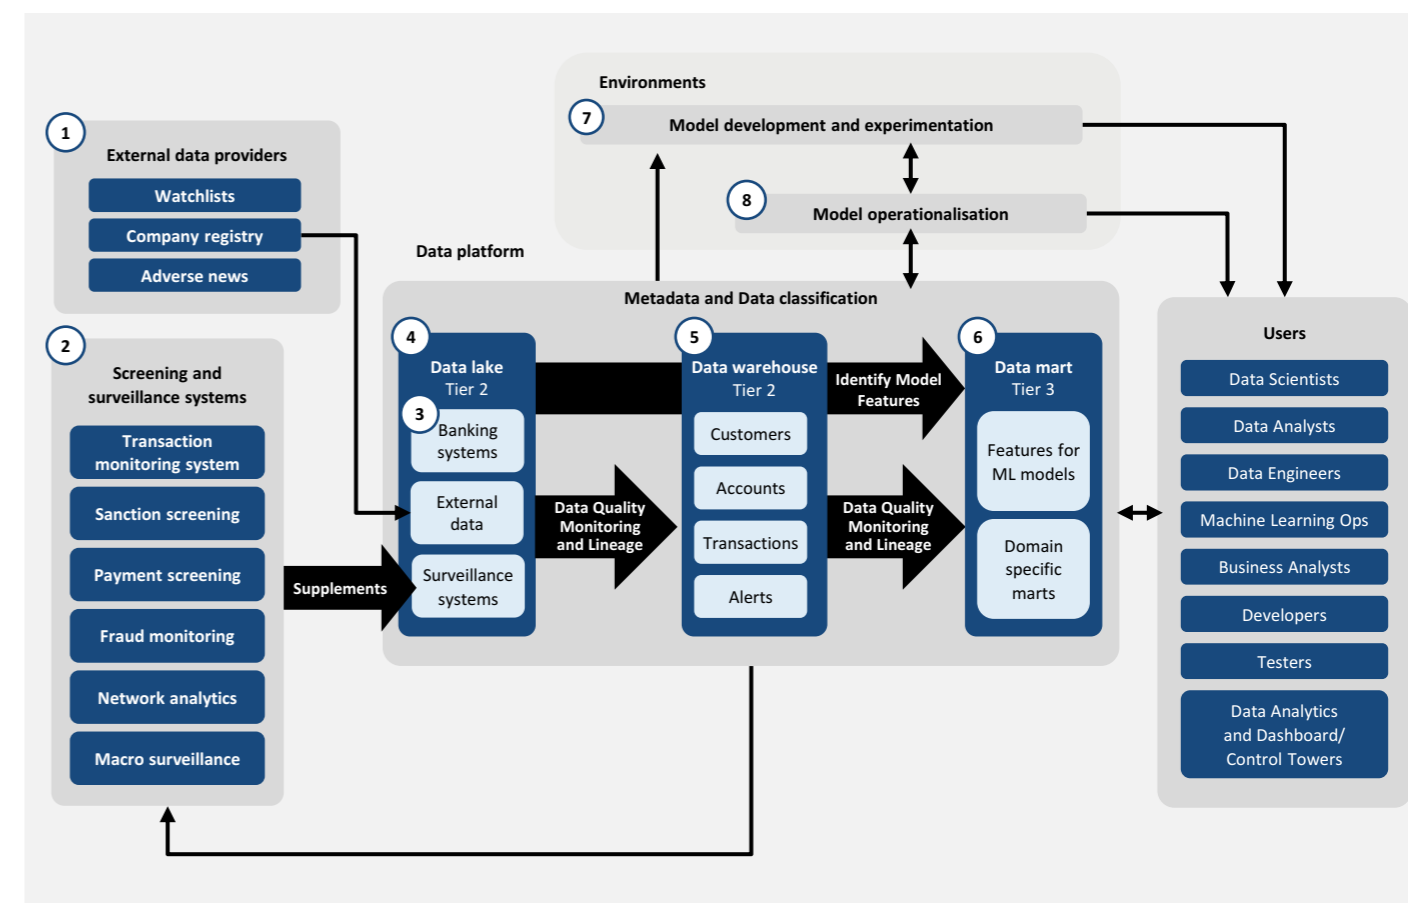 Environments
7
Model development and experimentation
8
Model operationalisation
1
External data providers
Watchlists
Company registry
Adverse news
2
Screening and
surveillance systems
Transaction
monitoring system
Sanction screening
Payment screening
Fraud monitoring
Network analytics
Macro surveillance
Supplements
Data platform
Metadata and Data classification
4
Data lake
Tier 2
3
Banking
systems
External
data
Surveillance
systems
Data Quality
Monitoring
and Lineage
5
Data warehouse
Tier 2
Customers
Accounts
Transactions
Alerts
Identify Model
Features
Data Quality
Monitoring
and Lineage
6
Data mart
Tier 3
Features for
ML models
Domain
specific
marts
Users
Data Scientists
Data Analysts
Data Engineers
Machine Learning Ops
Business Analysts
Developers
Testers
Data Analytics
and Dashboard/
Control Towers